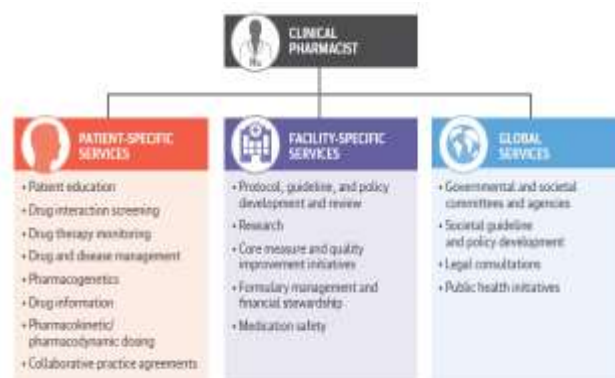 CLINICAL
PHARMACIST
PATIENT-SPECIFIC
SERVICES
• Patient education
• Drug interaction screening
• Drug therapy monitoring
• Drug and disease management
• Pharmacogenetics
• Drug information
• Pharmacokinetic/
pharmacodynamic dosing
• Collaborative practice agreements
FACILITY-SPECIFIC
SERVICES
• Protocol, guideline, and policy
development and review
• Research
• Core measure and quality
improvement initiatives
• Formulary management and
financial stewardship
• Medication safety
GLOBAL
SERVICES
• Governmental and societal
committees and agencies
• Societal guideline
and policy development
• Legal consultations
• Public health initiatives